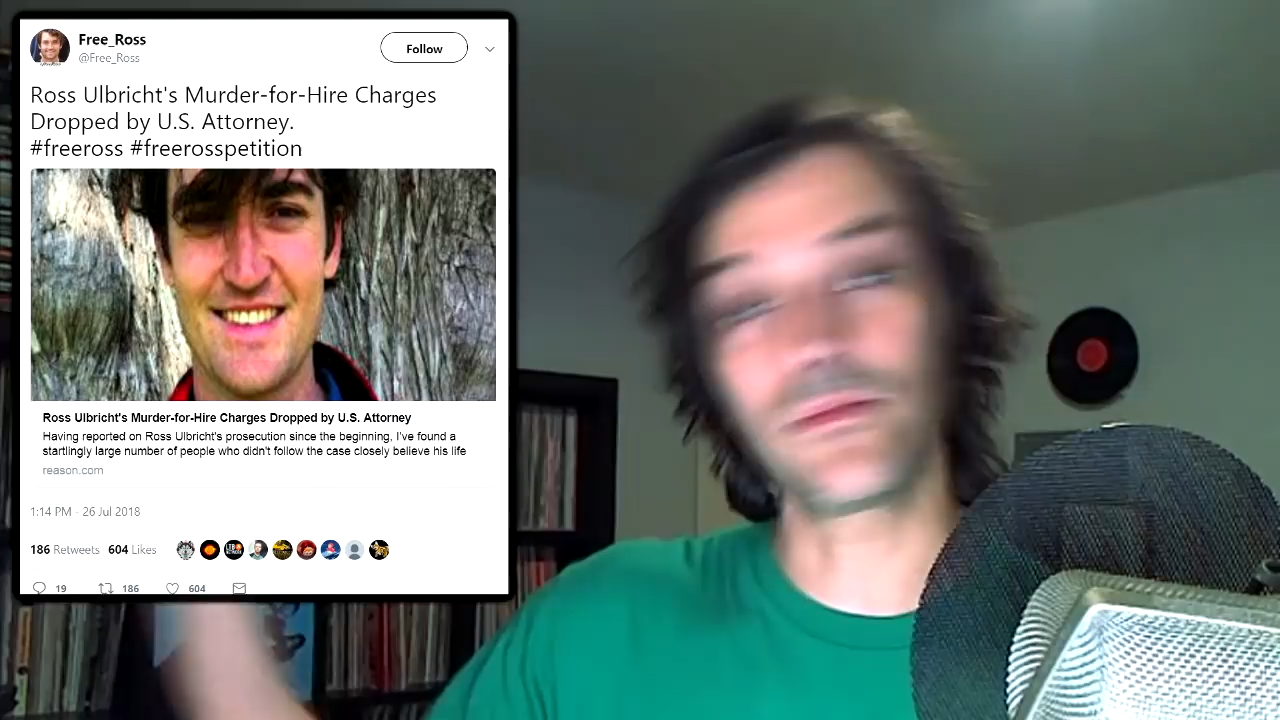 Free_Ross
@Free_Ross
Follow
Ross Ulbricht's Murder-for-Hire Charges
Dropped by U.S. Attorney.
#freeross #freerosspetition
Ross Ulbricht's Murder-for-Hire Charges Dropped by U.S. Attorney
Having reported on Ross Ulbricht's prosecution since the beginning, I've found a
startlingly large number of people who didn't follow the case closely believe his life
reason.com
1:14 PM - 26 Jul 2018
186 Retweets 604 Likes
19 186 604